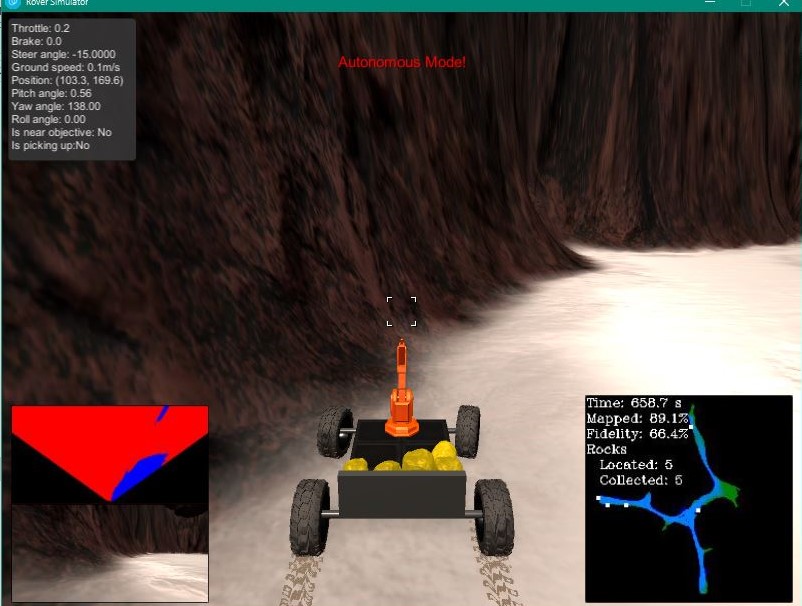 Rover Simulator
Throttle: 0.2
Brake: 0.0
Steer angle: -15.0000
Ground speed: 0.1m/s
Position: (103.3, 169.6)
Pitch angle: 0.56
Yaw angle: 138.00
Roll angle: 0.00
Is near objective: No
Is picking up:No
Autonomous Mode!
Time: 658.7 s
Mapped: 89.1%
Fidelity: 66.4%
Rocks
Located: 5
Collected: 5